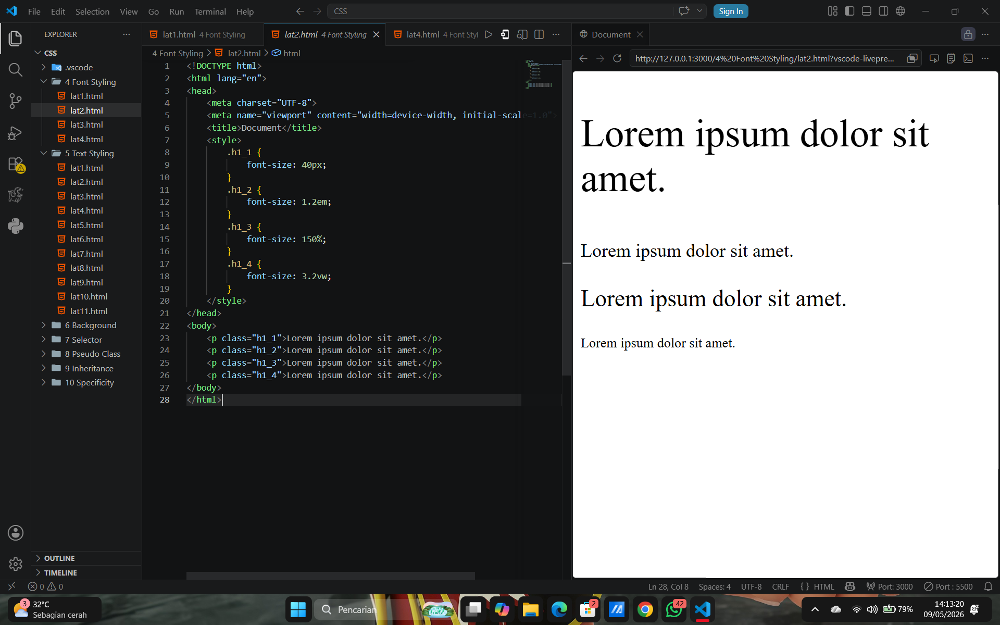 File Edit Selection View Go Run Terminal Help
CSS
Sign In
EXPLORER
CSS
.vscode
4 Font Styling
lat1.html
lat2.html
lat3.html
lat4.html
5 Text Styling
lat1.html
lat2.html
lat3.html
lat4.html
lat5.html
lat6.html
lat7.html
lat8.html
lat9.html
lat10.html
lat11.html
6 Background
7 Selector
8 Pseudo Class
9 Inheritance
10 Specificity
OUTLINE
TIMELINE
lat1.html 4 Font Styling
lat2.html 4 Font Styling
lat4.html 4 Font Styl
4 Font Styling > lat2.html > html
1 <!DOCTYPE html>
2 <html lang="en">
3 <head>
4 <meta charset="UTF-8">
5 <meta name="viewport" content="width=device-width, initial-scale=1.0">
6 <title>Document</title>
7 <style>
8 .h1_1 {
9 font-size: 40px;
10 }
11 .h1_2 {
12 font-size: 1.2em;
13 }
14 .h1_3 {
15 font-size: 150%;
16 }
17 .h1_4 {
18 font-size: 3.2vw;
19 }
20 </style>
21 </head>
22 <body>
23 <p class="h1_1">Lorem ipsum dolor sit amet.</p>
24 <p class="h1_2">Lorem ipsum dolor sit amet.</p>
25 <p class="h1_3">Lorem ipsum dolor sit amet.</p>
26 <p class="h1_4">Lorem ipsum dolor sit amet.</p>
27 </body>
28 </html>
Document
http://127.0.0.1:3000/4%20Font%20Styling/lat2.html?vscode-livepre...
Lorem ipsum dolor sit
amet.
Lorem ipsum dolor sit amet.
Lorem ipsum dolor sit amet.
Lorem ipsum dolor sit amet.
0 0
Ln 28, Col 8 Spaces: 4 UTF-8 CRLF { } HTML Port: 3000 Port : 5500
3
32°C
Sebagian cerah
Pencarian
2
42
79%
14:13:20
09/05/2026